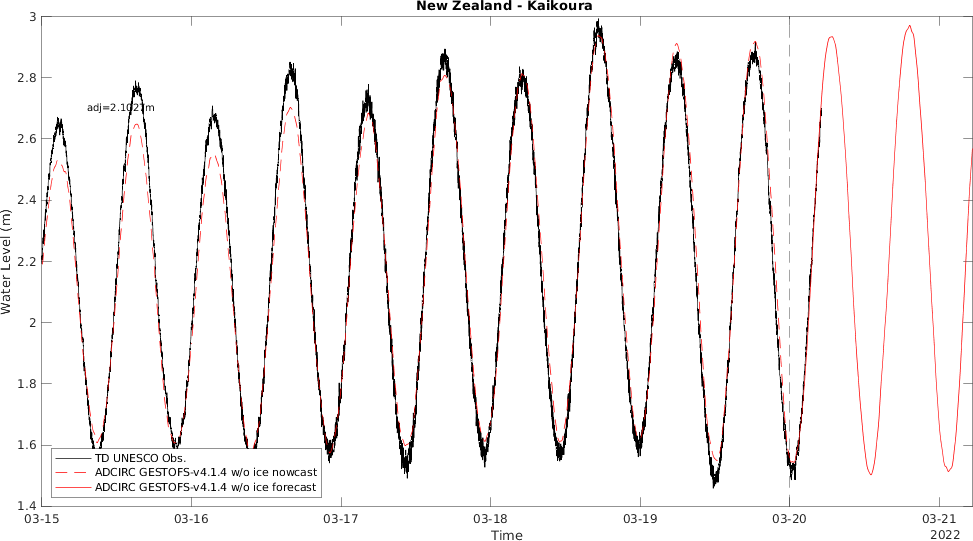 New Zealand - Kaikoura
3
2.8
adj=2.1027m
2.6
2.4
2.2
2
1.8
1.6
1.4
Water Level (m)
TD UNESCO Obs.
ADCIRC GESTOFS-v4.1.4 w/o ice nowcast
ADCIRC GESTOFS-v4.1.4 w/o ice forecast
03-15 03-16 03-17 03-18 03-19 03-20 03-21
Time
2022